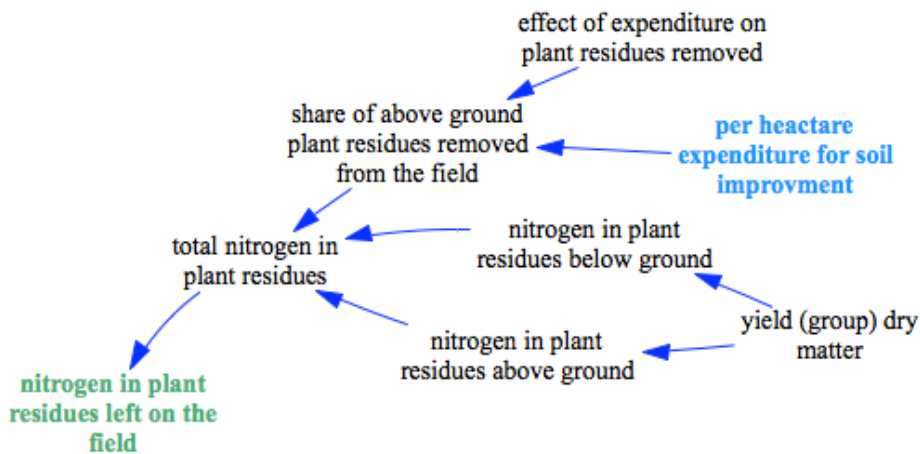 effect of expenditure on
plant residues removed
share of above ground
plant residues removed
from the field
per heactare
expenditure for soil
improvment
total nitrogen in
plant residues
nitrogen in plant
residues below ground
yield (group) dry
matter
nitrogen in plant
residues above ground
nitrogen in plant
residues left on the
field